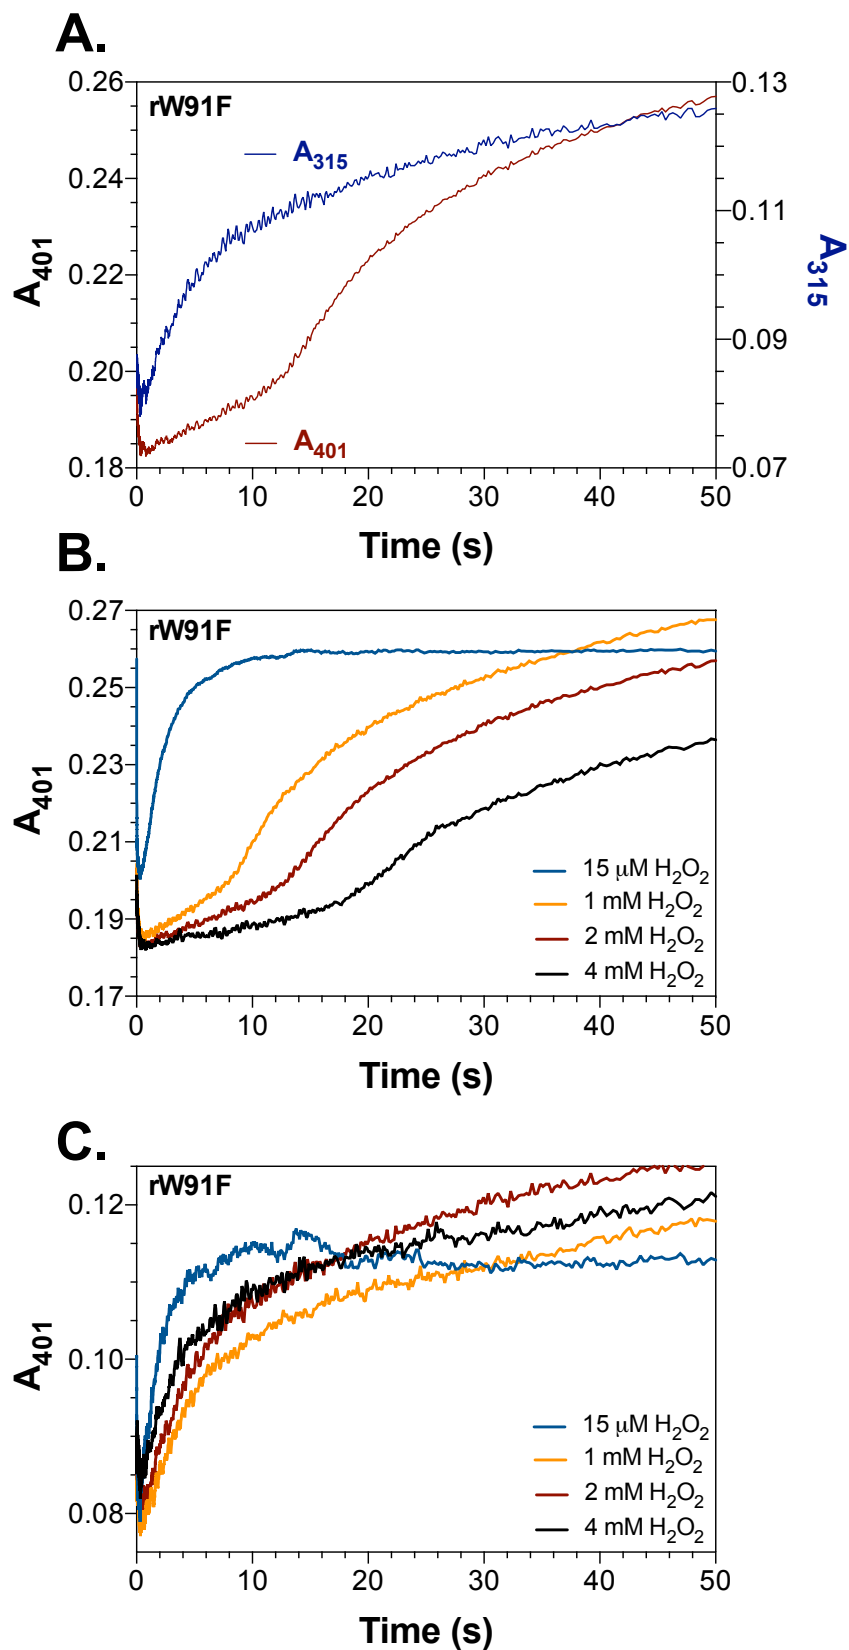 A.
rW91F
A315
A401
0.26
0.24
0.22
0.20
0.18
A401
0.13
0.11
0.09
0.07
A315
0 10 20 30 40 50
Time (s)
B.
rW91F
0.27
0.25
0.23
0.21
0.19
0.17
A401
15 μM H2O2
1 mM H2O2
2 mM H2O2
4 mM H2O2
0 10 20 30 40 50
Time (s)
C.
rW91F
0.12
0.10
0.08
A401
15 μM H2O2
1 mM H2O2
2 mM H2O2
4 mM H2O2
0 10 20 30 40 50
Time (s)